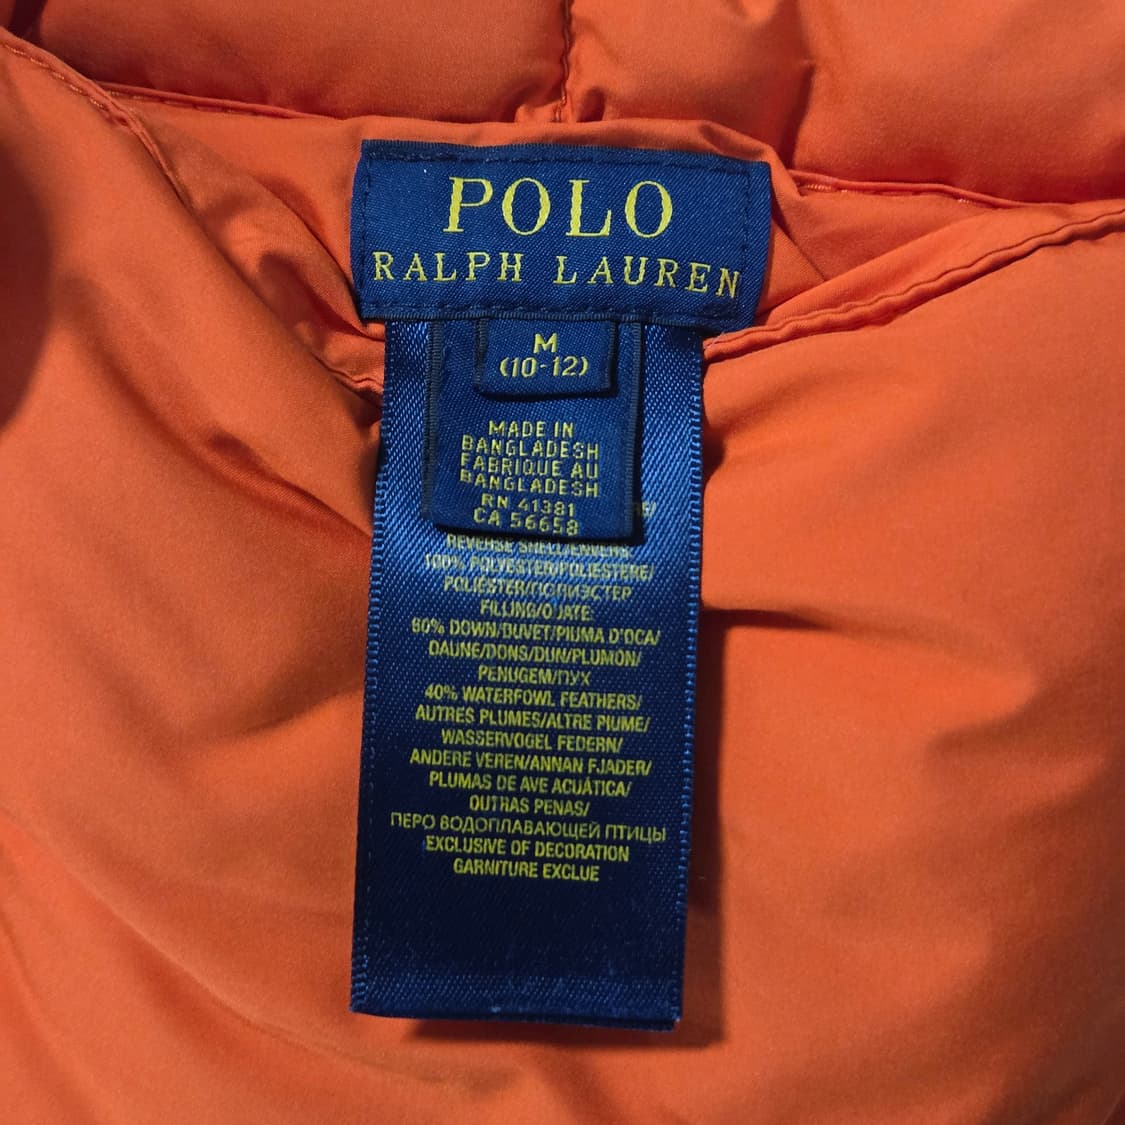 POLO
RALPH LAUREN
M
(10-12)
MADE IN
BANGLADESH
FABRIQUE AU
BANGLADESH
RN 41381
CA 56658
REVERSE SHELL/ENVERS:
100% POLYESTER/POLIESTERE/
POLIÉSTER/ПОЛИЭСТЕР
FILLING/OUATE:
60% DOWN/DUVET/PIUMA D'OCA/
DAUNE/DONS/DUN/PLUMÓN/
PENUGEM/ПУХ
40% WATERFOWL FEATHERS/
AUTRES PLUMES/ALTRE PIUME/
WASSERVOGEL FEDERN/
ANDERE VEREN/ANNAN FJADER/
PLUMAS DE AVE ACUÁTICA/
OUTRAS PENAS/
ПЕРО ВОДОПЛАВАЮЩЕЙ ПТИЦЫ
EXCLUSIVE OF DECORATION
GARNITURE EXCLUE